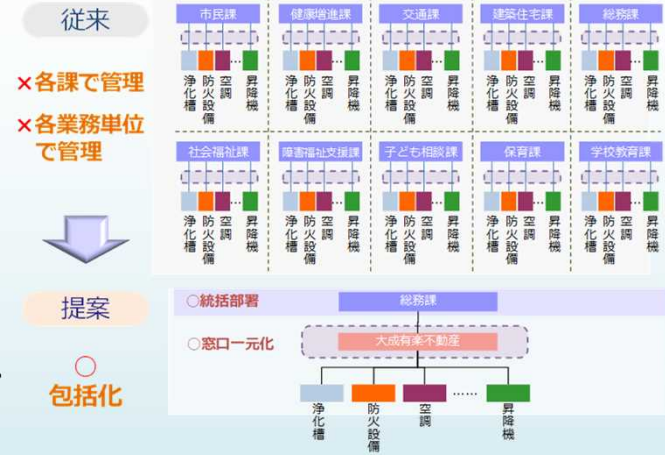 従来
×各課で管理
×各業務単位
で管理
市民課
健康増進課
交通課
建築住宅課
総務課
浄化槽
防火設備
空調
……
昇降機
浄化槽
防火設備
空調
……
昇降機
浄化槽
防火設備
空調
……
昇降機
浄化槽
防火設備
空調
……
昇降機
浄化槽
防火設備
空調
……
昇降機
社会福祉課
障害福祉支援課
子ども相談課
保育課
学校教育課
浄化槽
防火設備
空調
……
昇降機
浄化槽
防火設備
空調
……
昇降機
浄化槽
防火設備
空調
……
昇降機
浄化槽
防火設備
空調
……
昇降機
浄化槽
防火設備
空調
……
昇降機
提案
○
包括化
○統括部署
総務課
○窓口一元化
大成有楽不動産
浄化槽
防火設備
空調
……
昇降機